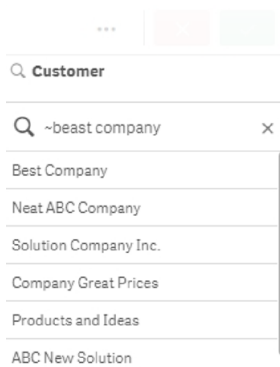 Customer
~beast company
Best Company
Neat ABC Company
Solution Company Inc.
Company Great Prices
Products and Ideas
ABC New Solution